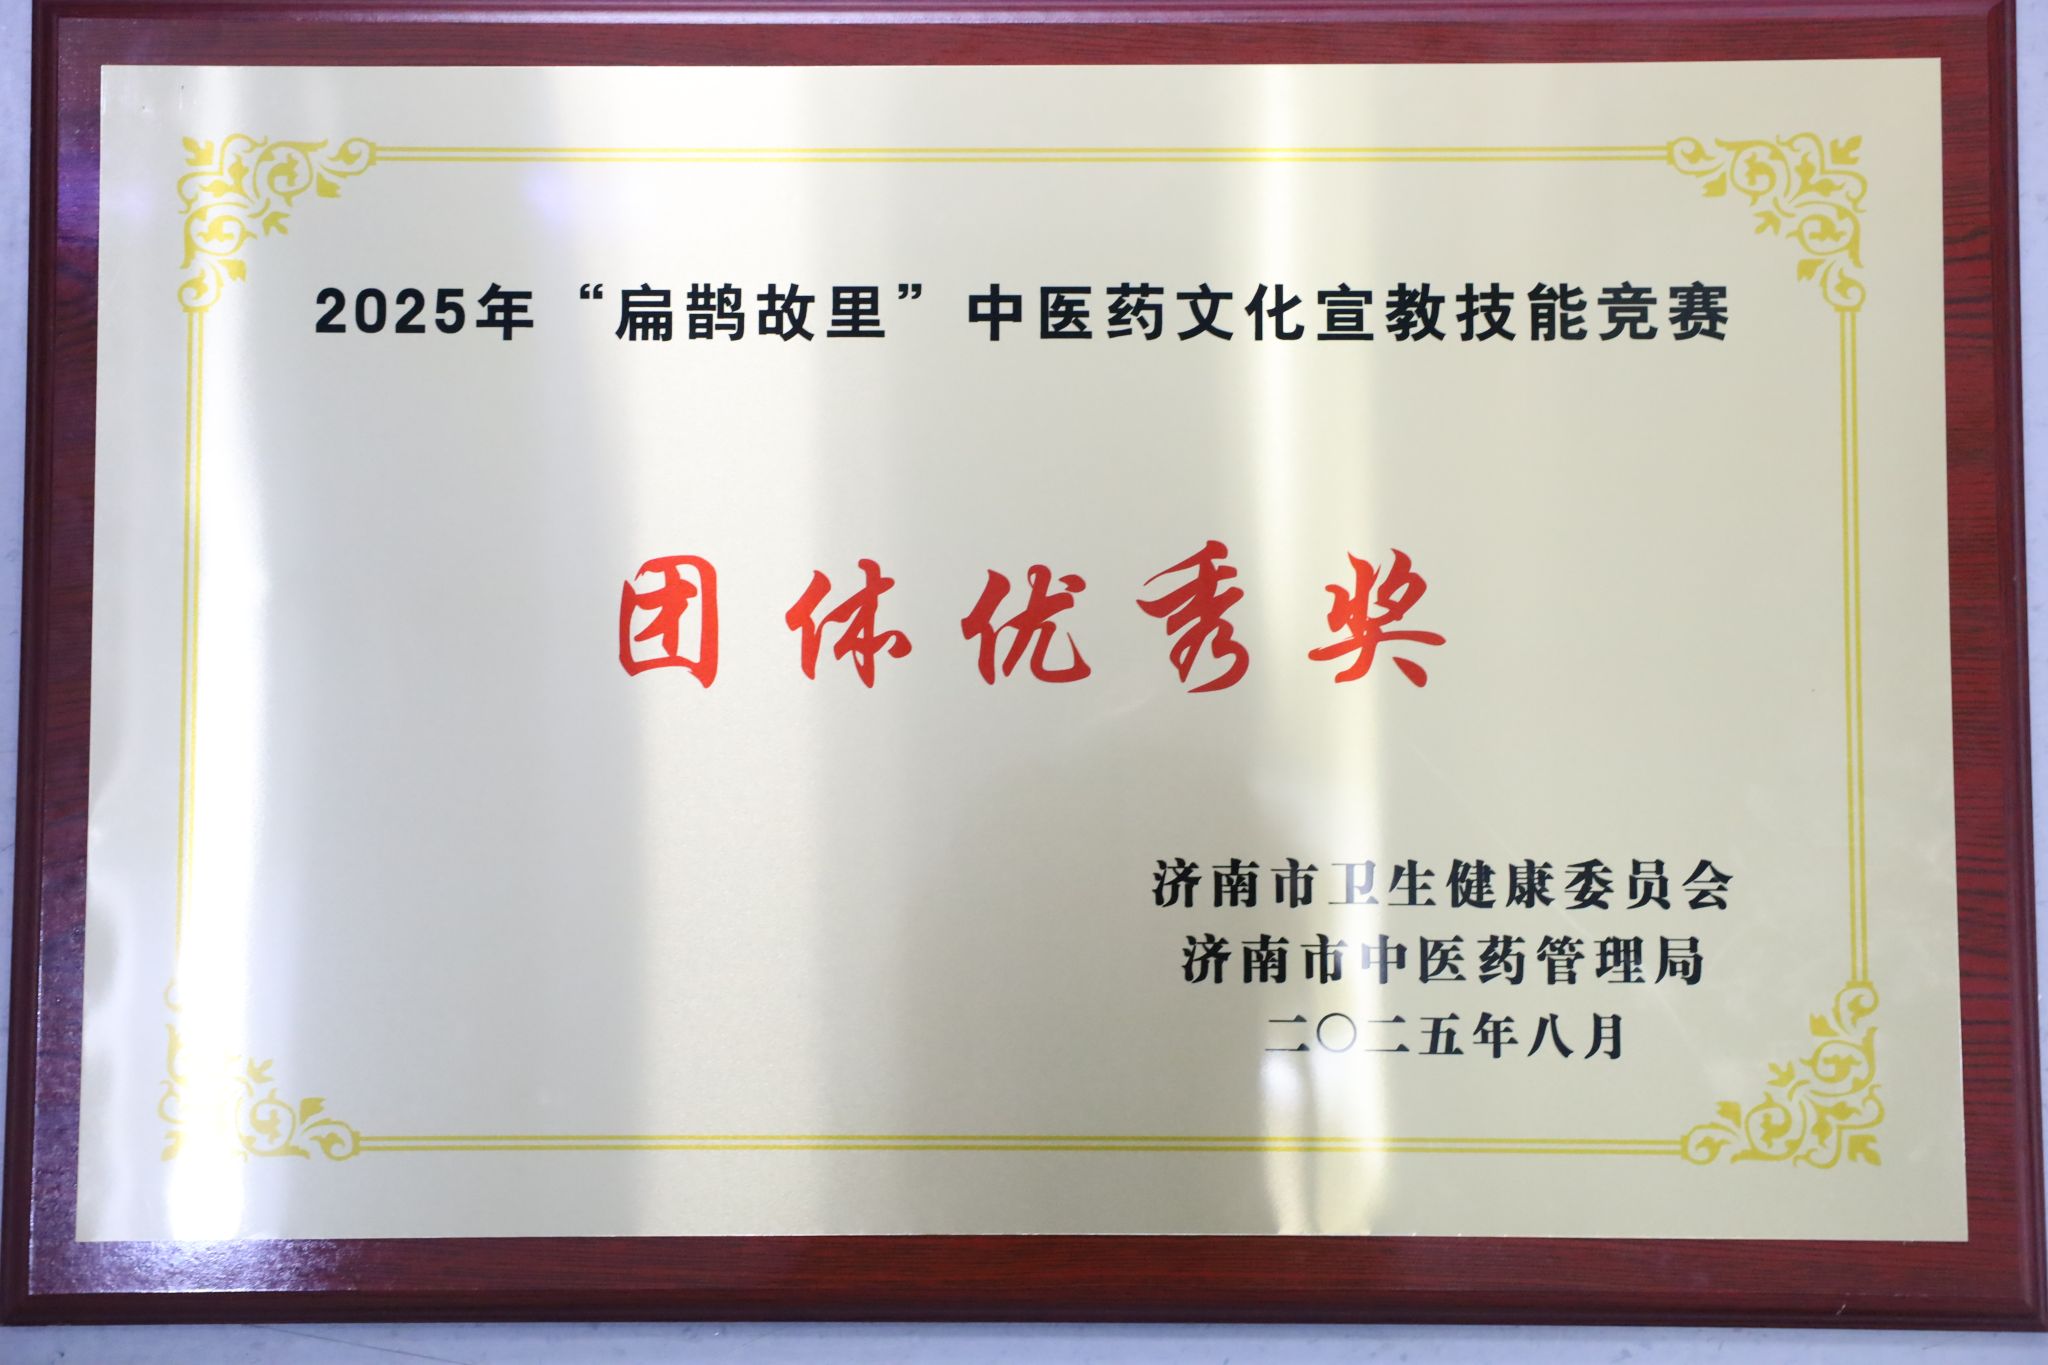 2025年“扁鹊故里”中医药文化宣教技能竞赛
团体优秀奖
济南市卫生健康委员会
济南市中医药管理局
二〇二五年八月